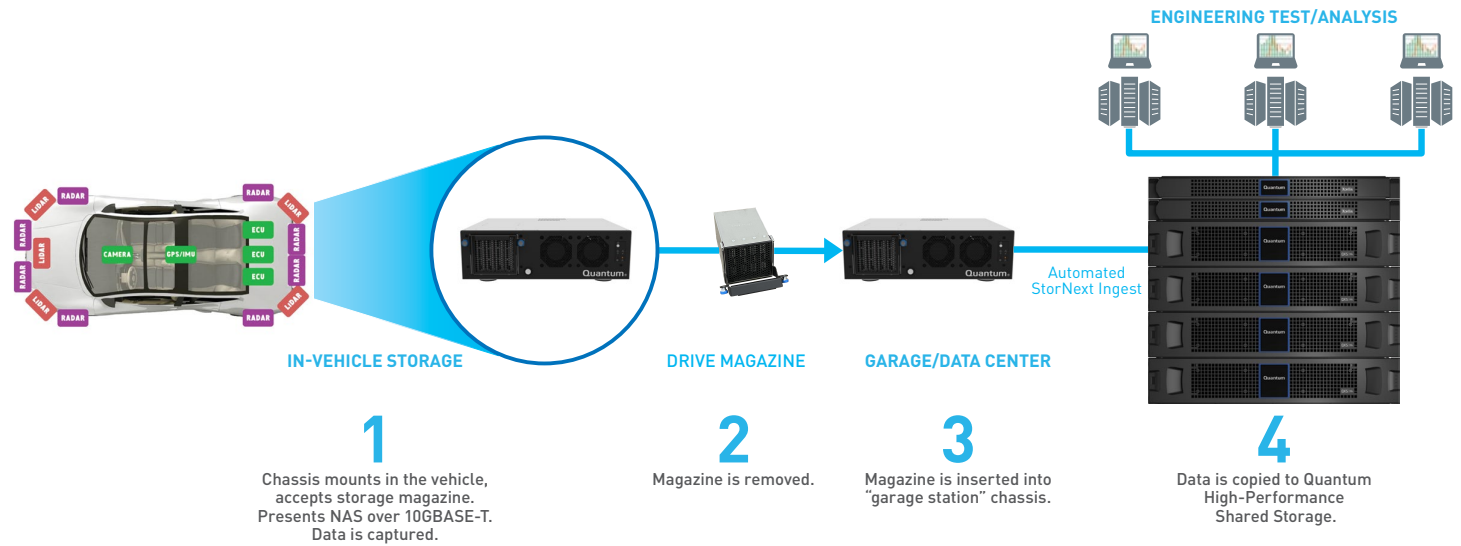 ENGINEERING TEST/ANALYSIS
RADAR
RADAR
LiDAR
LiDAR
RADAR
RADAR
LiDAR
CAMERA
GPS/IMU
ECU
ECU
ECU
RADAR
RADAR
LiDAR
LiDAR
RADAR
RADAR
Quantum
Quantum
Automated
StorNext Ingest
Quantum
Quantum
Quantum
Quantum
Quantum
Quantum
IN-VEHICLE STORAGE
DRIVE MAGAZINE
GARAGE/DATA CENTER
1
Chassis mounts in the vehicle,
accepts storage magazine.
Presents NAS over 10GBASE-T.
Data is captured.
2
Magazine is removed.
3
Magazine is inserted into
“garage station” chassis.
4
Data is copied to Quantum
High-Performance
Shared Storage.